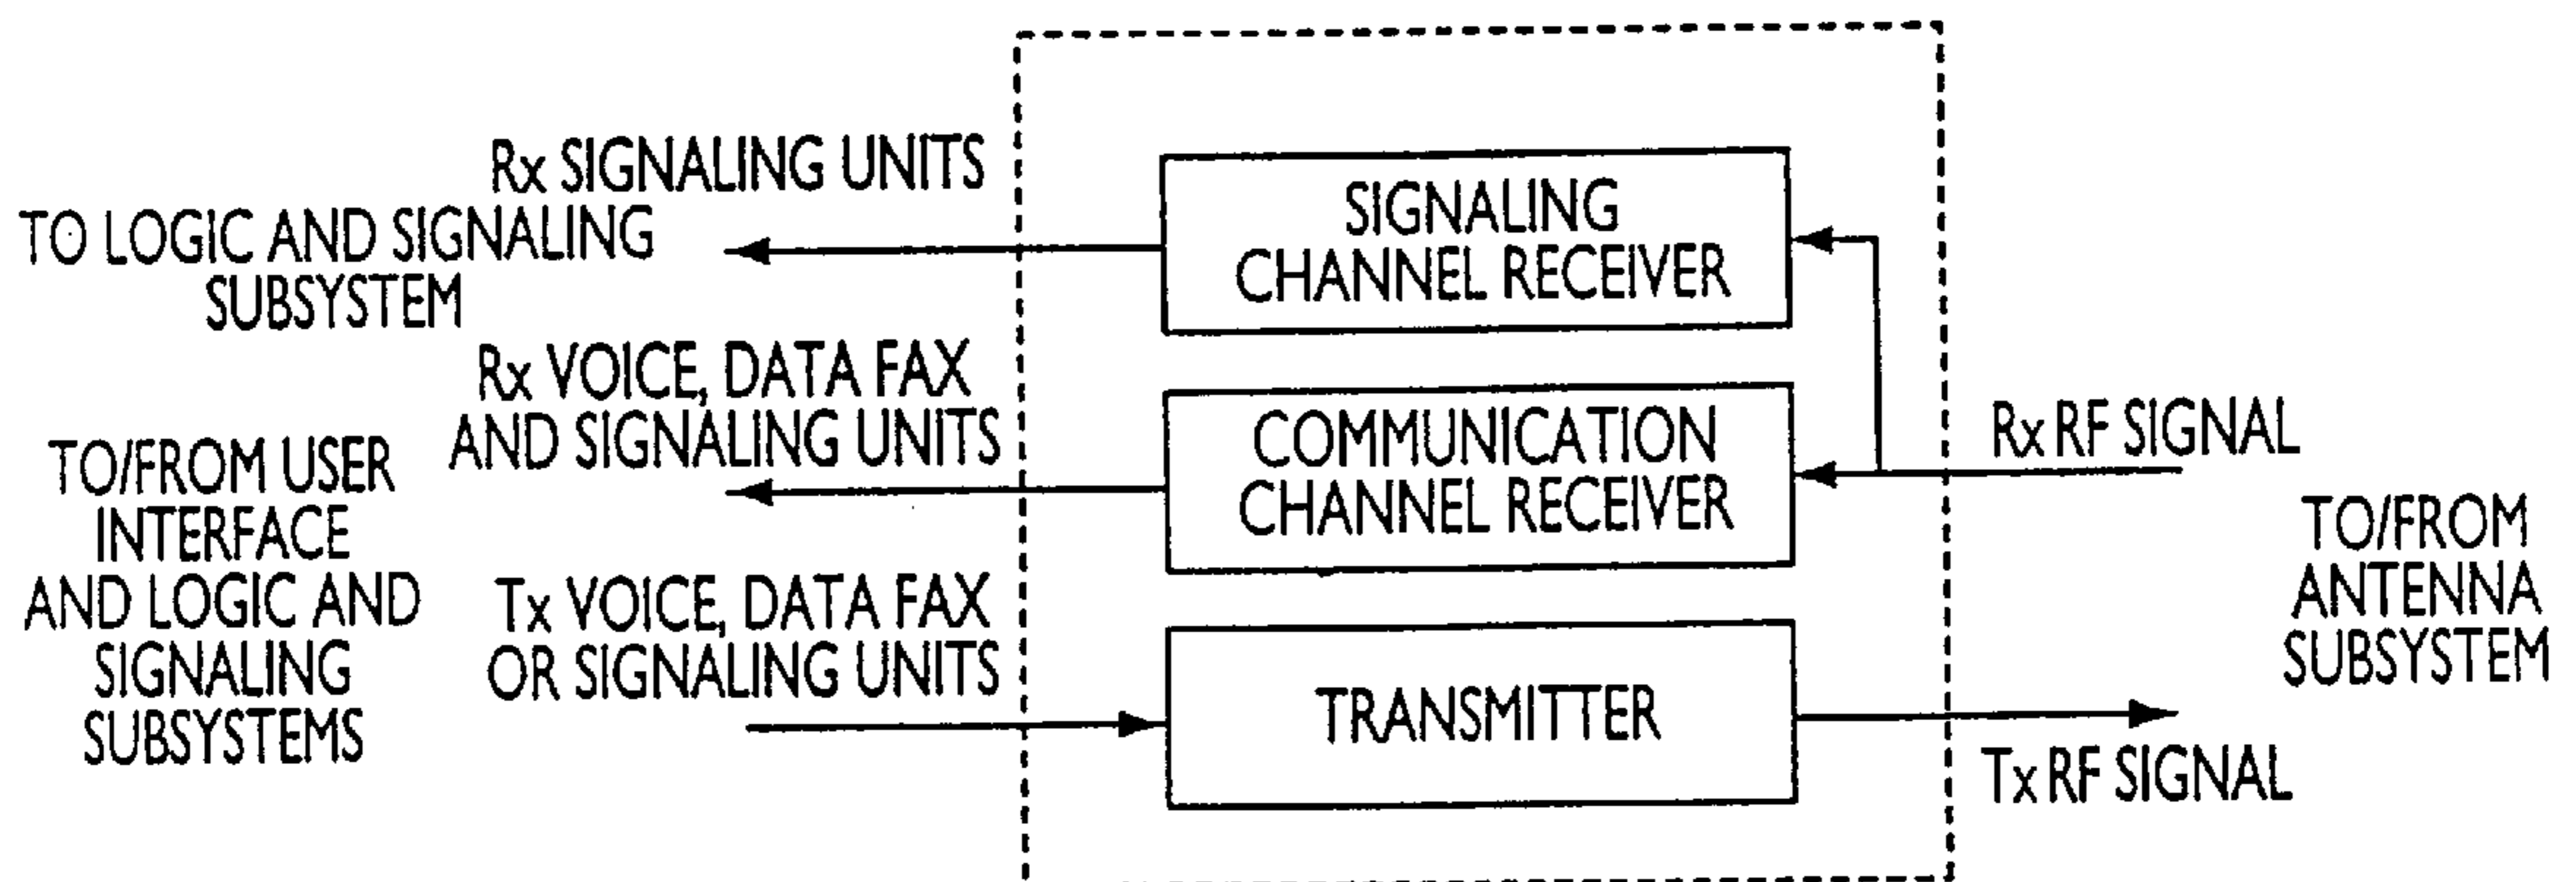 Rx SIGNALING UNITS
TO LOGIC AND SIGNALING
SUBSYSTEM
SIGNALING
CHANNEL RECEIVER
Rx VOICE, DATA FAX
AND SIGNALING UNITS
TO/FROM USER
INTERFACE
AND LOGIC AND
SIGNALING
SUBSYSTEMS
COMMUNICATION
CHANNEL RECEIVER
Rx RF SIGNAL
TO/FROM
ANTENNA
SUBSYSTEM
Tx VOICE, DATA FAX
OR SIGNALING UNITS
TRANSMITTER
Tx RF SIGNAL